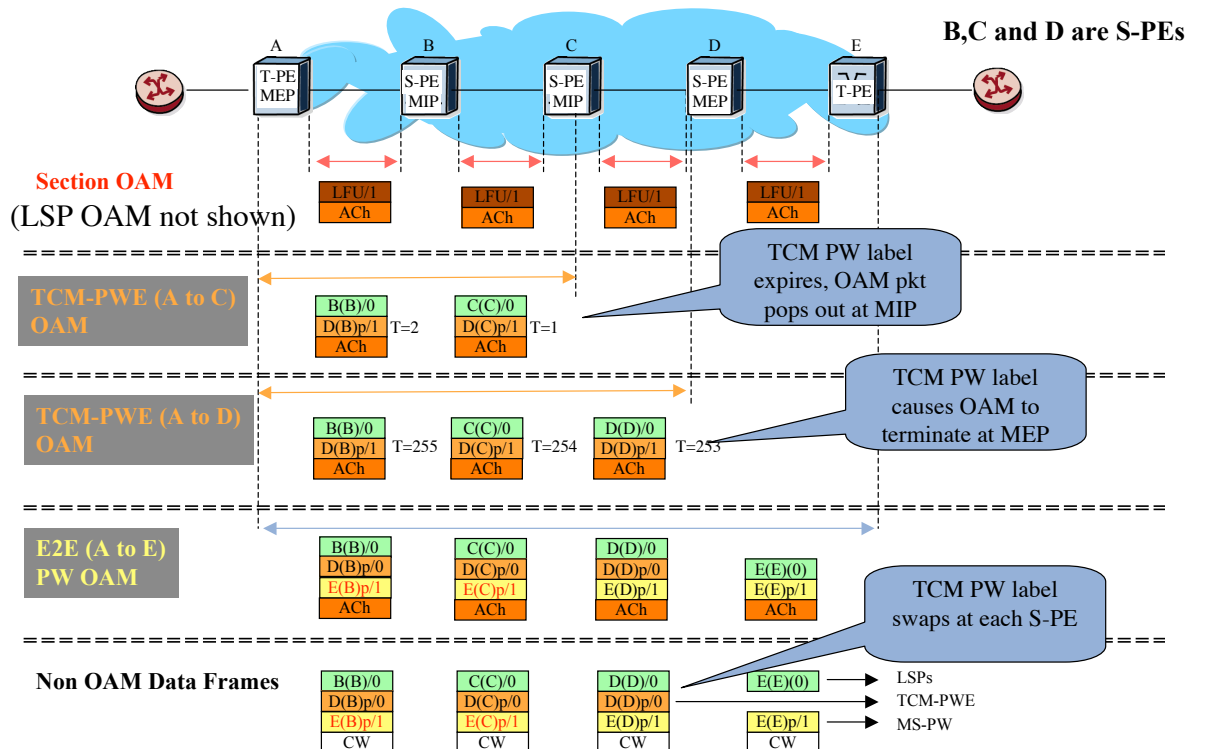 B,C and D are S-PEs
A
B
C
D
E
T-PE
MEP
S-PE
MIP
S-PE
MIP
S-PE
MEP
T-PE
Section OAM
(LSP OAM not shown)
LFU/1
ACh
LFU/1
ACh
LFU/1
ACh
LFU/1
ACh
TCM PW label
expires, OAM pkt
pops out at MIP
TCM-PWE (A to C)
OAM
B(B)/0
D(B)p/1
ACh
T=2
C(C)/0
D(C)p/1
ACh
T=1
TCM PW label
causes OAM to
terminate at MEP
TCM-PWE (A to D)
OAM
B(B)/0
D(B)p/1
ACh
T=255
C(C)/0
D(C)p/1
ACh
T=254
D(D)/0
D(D)p/1
ACh
T=253
E2E (A to E)
PW OAM
B(B)/0
D(B)p/0
E(B)p/1
ACh
C(C)/0
D(C)p/0
E(C)p/1
ACh
D(D)/0
D(D)p/0
E(D)p/1
ACh
E(E)(0)
E(E)p/1
ACh
TCM PW label
swaps at each S-PE
Non OAM Data Frames
B(B)/0
D(B)p/0
E(B)p/1
CW
C(C)/0
D(C)p/0
E(C)p/1
CW
D(D)/0
D(D)p/0
E(D)p/1
CW
E(E)(0)
E(E)p/1
CW
LSPs
TCM-PWE
MS-PW